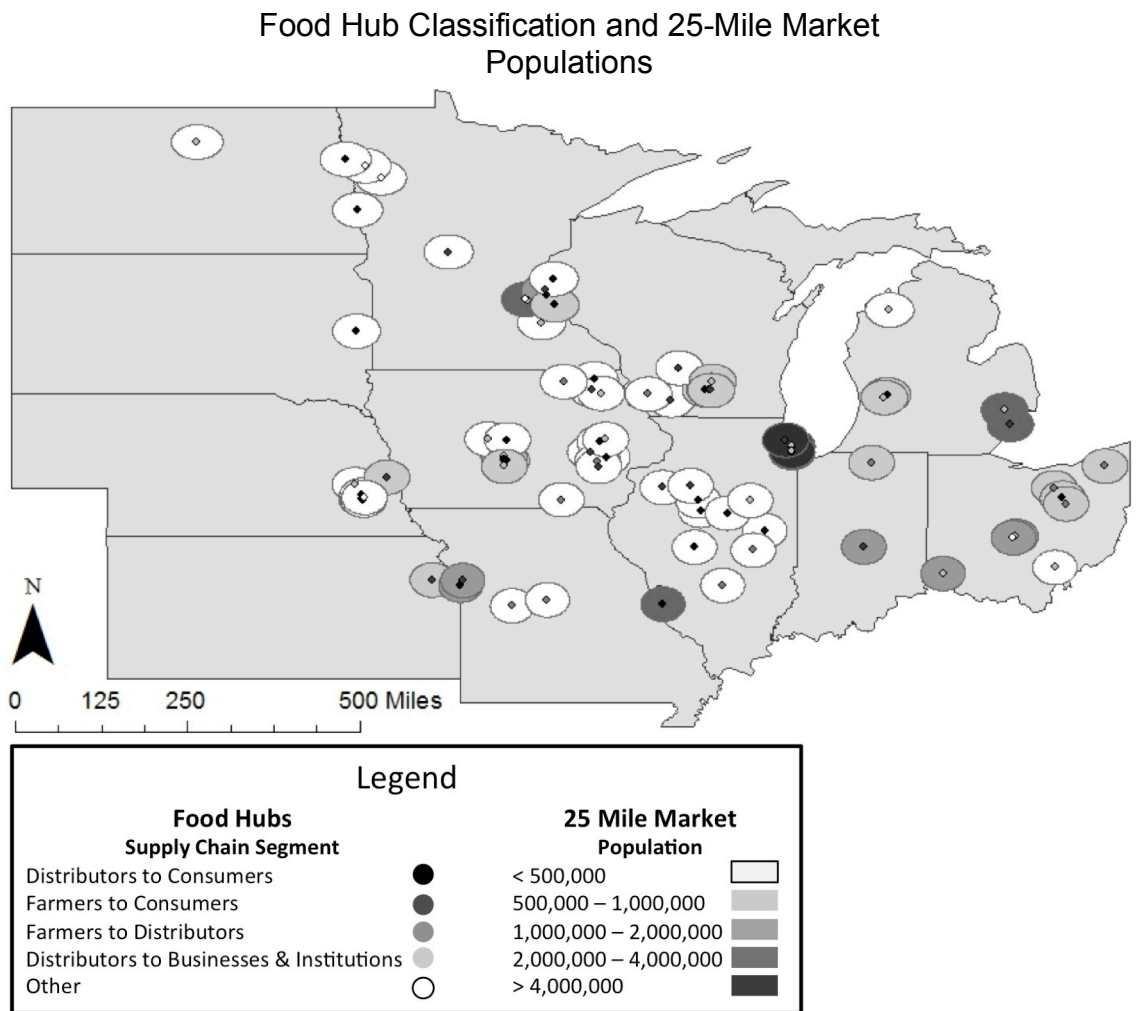 Food Hub Classification and 25-Mile Market
Populations
N
0 125 250 500 Miles
Legend
Food Hubs 25 Mile Market
Supply Chain Segment Population
Distributors to Consumers < 500,000
Farmers to Consumers 500,000 – 1,000,000
Farmers to Distributors 1,000,000 – 2,000,000
Distributors to Businesses & Institutions 2,000,000 – 4,000,000
Other > 4,000,000